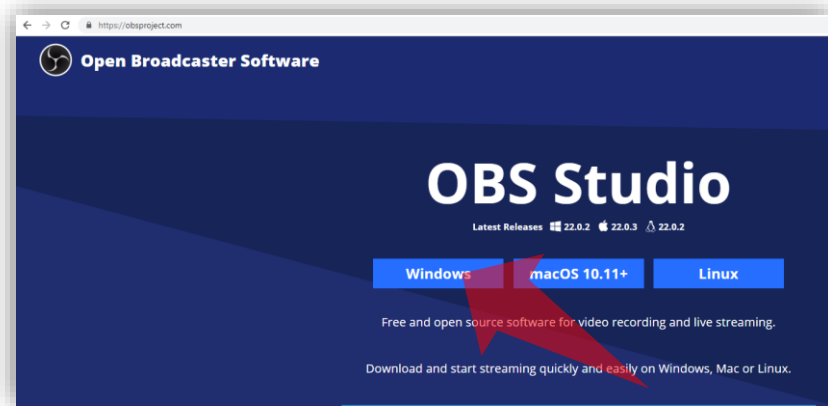 https://obsproject.com
Open Broadcaster Software
OBS Studio
Latest Releases 22.0.2 22.0.3 22.0.2
Windows macOS 10.11+ Linux
Free and open source software for video recording and live streaming.
Download and start streaming quickly and easily on Windows, Mac or Linux.